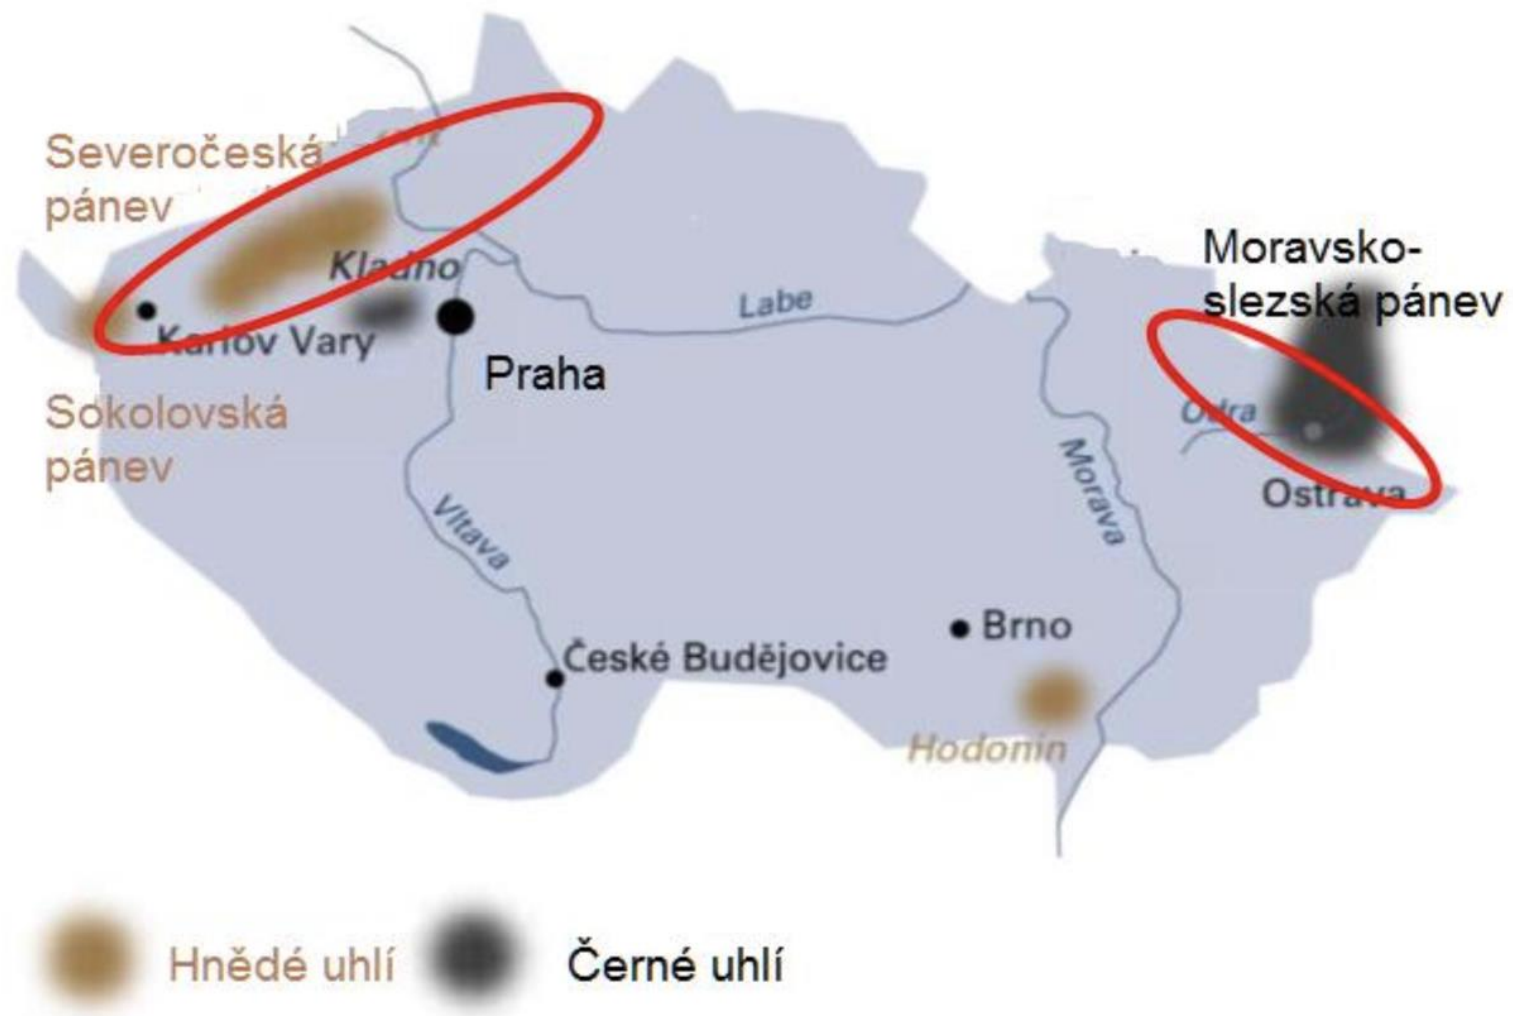 Severočeská
pánev
Moravsko-
slezská pánev
Kladno
Labe
Karlov Vary
Praha
Sokolovská
pánev
Odra
Morava
Ostrava
Vltava
Brno
České Budějovice
Hodonin
Hnědé uhlí
Černé uhlí